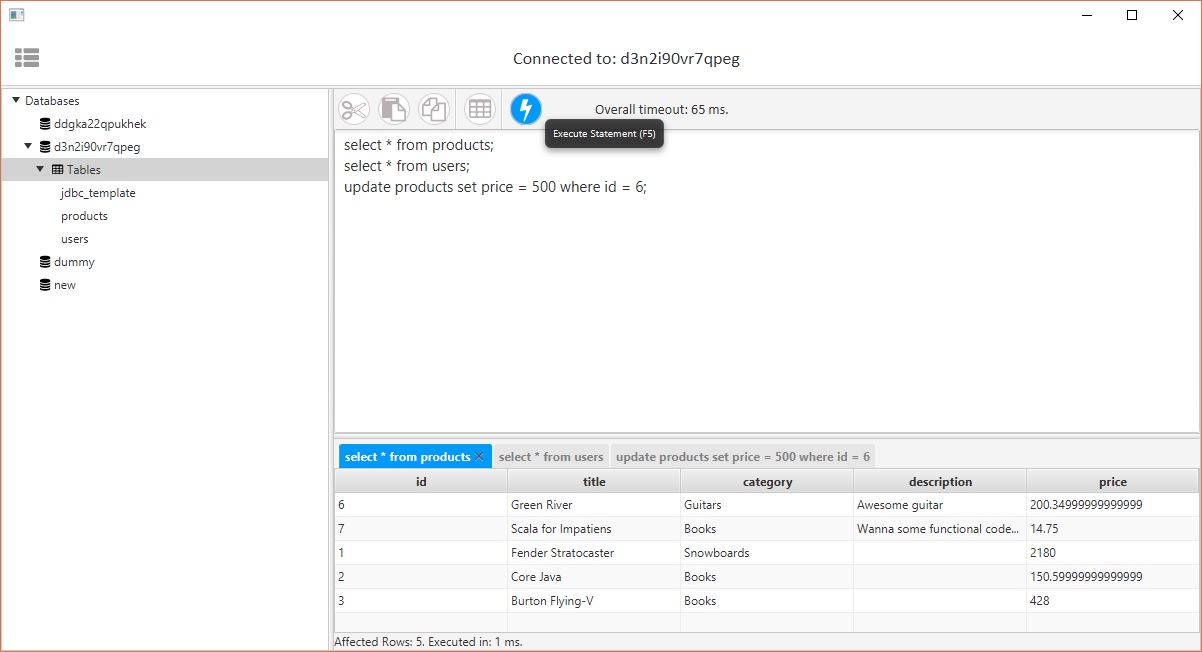 Connected to: d3n2i90vr7qpeg
Databases
ddgka22qpukhek
d3n2i90vr7qpeg
Tables
jdbc_template
products
users
dummy
new
Overall timeout: 65 ms.
Execute Statement (F5)
select * from products;
select * from users;
update products set price = 500 where id = 6;
select * from products select * from users update products set price = 500 where id = 6
id title category description price
6 Green River Guitars Awesome guitar 200.34999999999999
7 Scala for Impatiens Books Wanna some functional code... 14.75
1 Fender Stratocaster Snowboards 2180
2 Core Java Books 150.59999999999999
3 Burton Flying-V Books 428
Affected Rows: 5. Executed in: 1 ms.